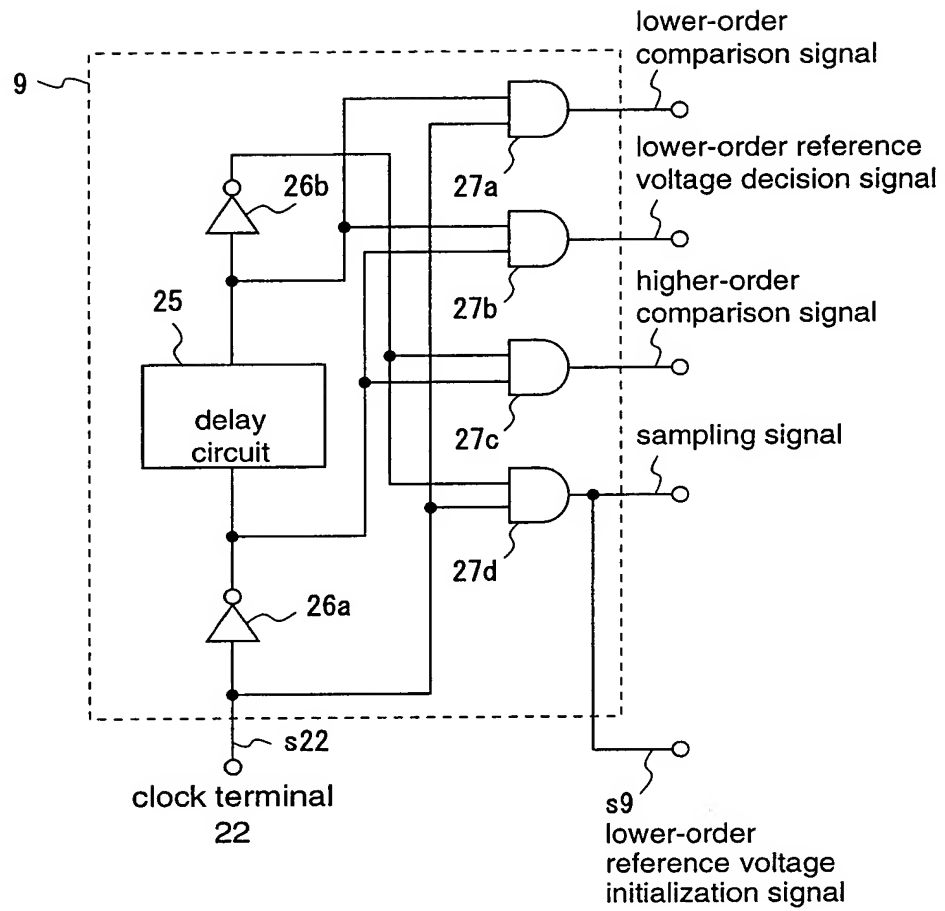 lower-order
comparison signal
9
27a
lower-order reference
voltage decision signal
26b
27b
higher-order
comparison signal
25
delay
circuit
27c
sampling signal
27d
26a
s22
clock terminal
22
s9
lower-order
reference voltage
initialization signal